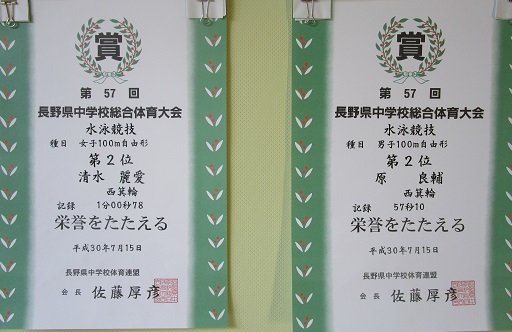 賞
第 57 回
長野県中学校総合体育大会
水泳競技
種目 女子100m自由形
第2位
清水 麗愛
西箕輪
記録 1分00秒78
栄誉をたたえる
平成30年7月15日
長野県中学校体育連盟
会長 佐藤厚彦
賞
第 57 回
長野県中学校総合体育大会
水泳競技
種目 男子100m自由形
第2位
原 良輔
西箕輪
記録 57秒10
栄誉をたたえる
平成30年7月15日
長野県中学校体育連盟
会長 佐藤厚彦